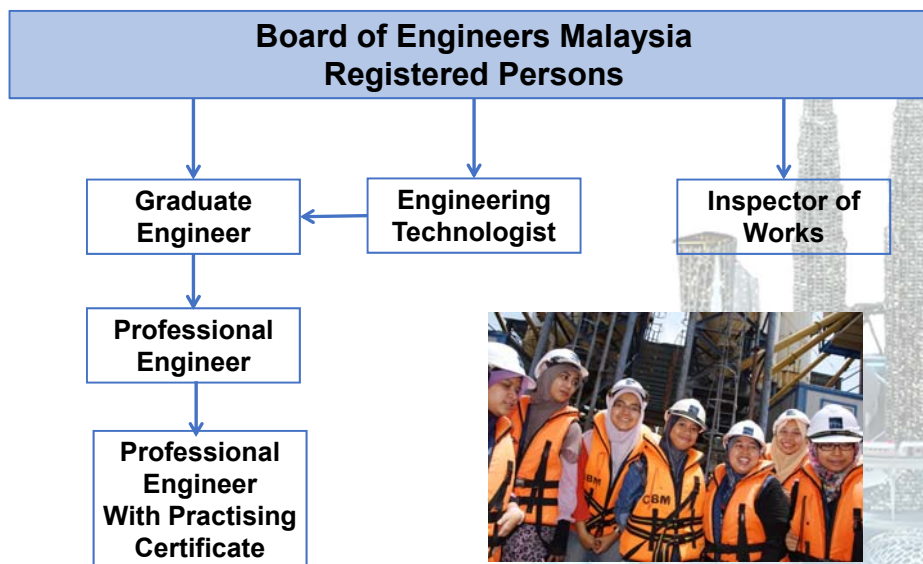 Board of Engineers Malaysia
Registered Persons
Graduate
Engineer
Engineering
Technologist
Inspector of
Works
Professional
Engineer
Professional
Engineer
With Practising
Certificate
CBM
CBM